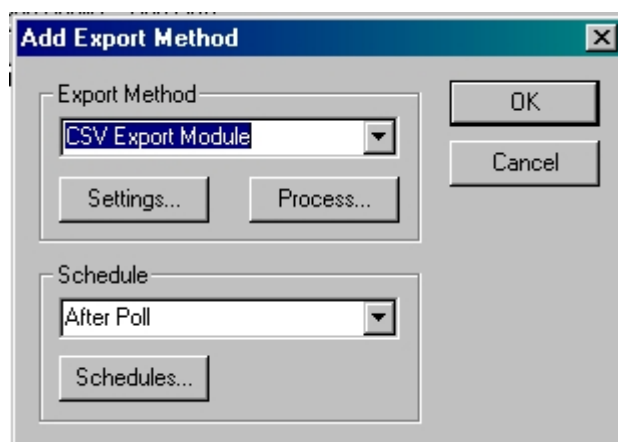 Add Export Method
Export Method
CSV Export Module
Settings...
Process...
OK
Cancel
Schedule
After Poll
Schedules...